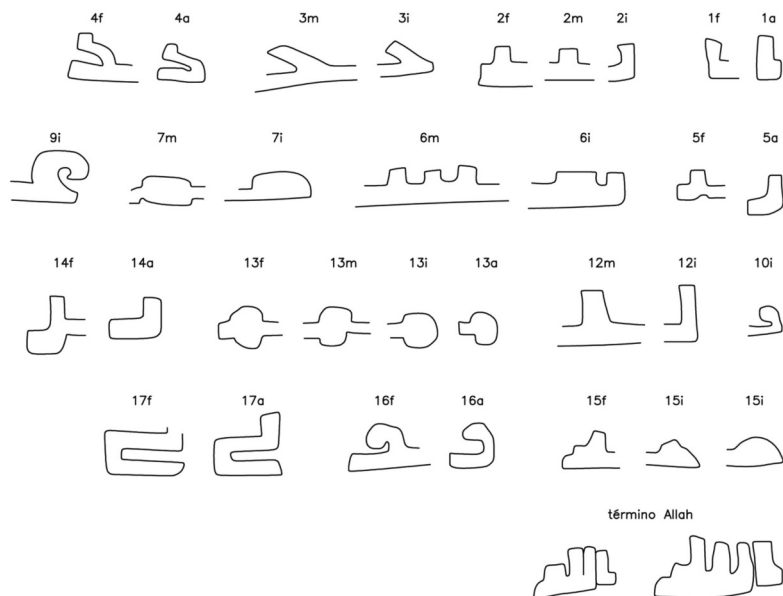 4f 4a 3m 3i 2f 2m 2i 1f 1a
9i 7m 7i 6m 6i 5f 5a
14f 14a 13f 13m 13i 13a 12m 12i 10i
17f 17a 16f 16a 15f 15i 15i
término Allah